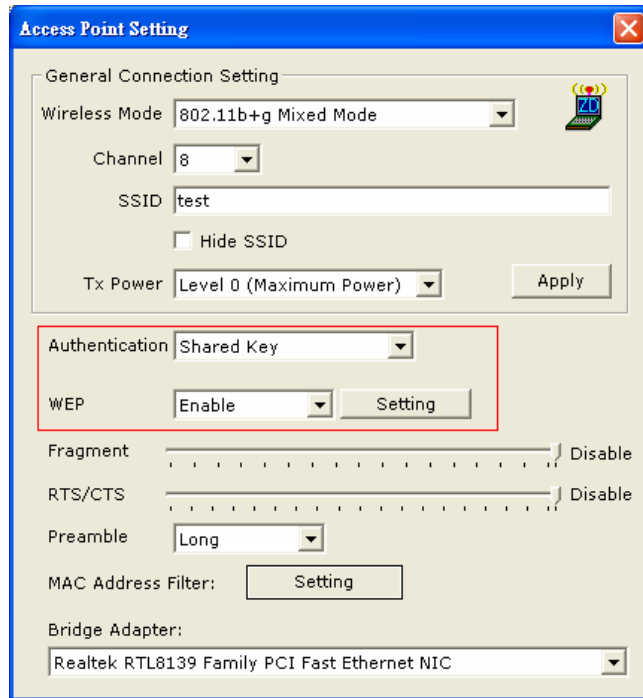 Access Point Setting
General Connection Setting
ZD
Wireless Mode 802.11b+g Mixed Mode
Channel 8
SSID test
Hide SSID
Tx Power Level 0 (Maximum Power) Apply
Authentication Shared Key
WEP Enable Setting
Fragment Disable
RTS/CTS Disable
Preamble Long
MAC Address Filter: Setting
Bridge Adapter:
Realtek RTL8139 Family PCI Fast Ethernet NIC